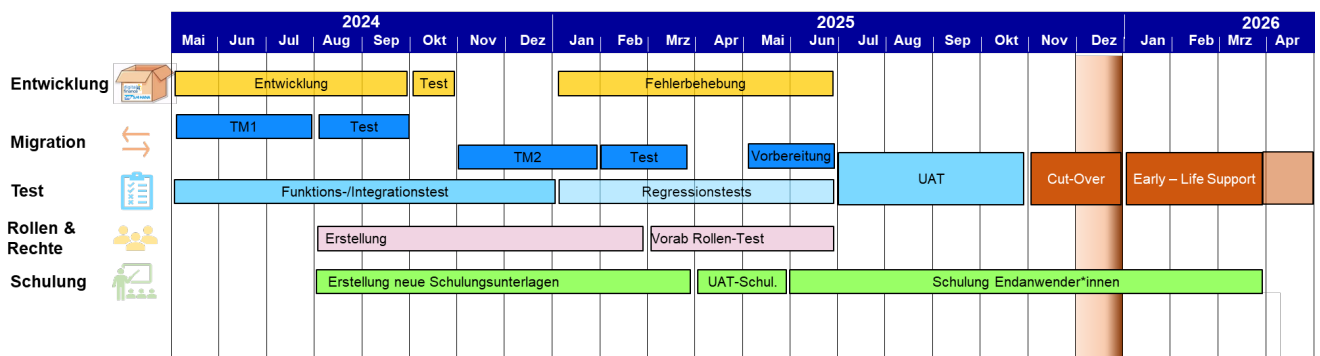 2024 2025 2026
Mai Jun Jul Aug Sep Okt Nov Dez Jan Feb Mrz Apr Mai Jun Jul Aug Sep Okt Nov Dez Jan Feb Mrz Apr
Entwicklung Entwicklung Test Fehlerbehebung
TM1 Test
Migration
TM2 Test Vorbereitung
Test Funktions-/Integrationstest Regressionstests UAT Cut-Over Early – Life Support
Rollen &
Rechte
Erstellung Vorab Rollen-Test
Schulung Erstellung neue Schulungsunterlagen UAT-Schul. Schulung Endanwender*innen